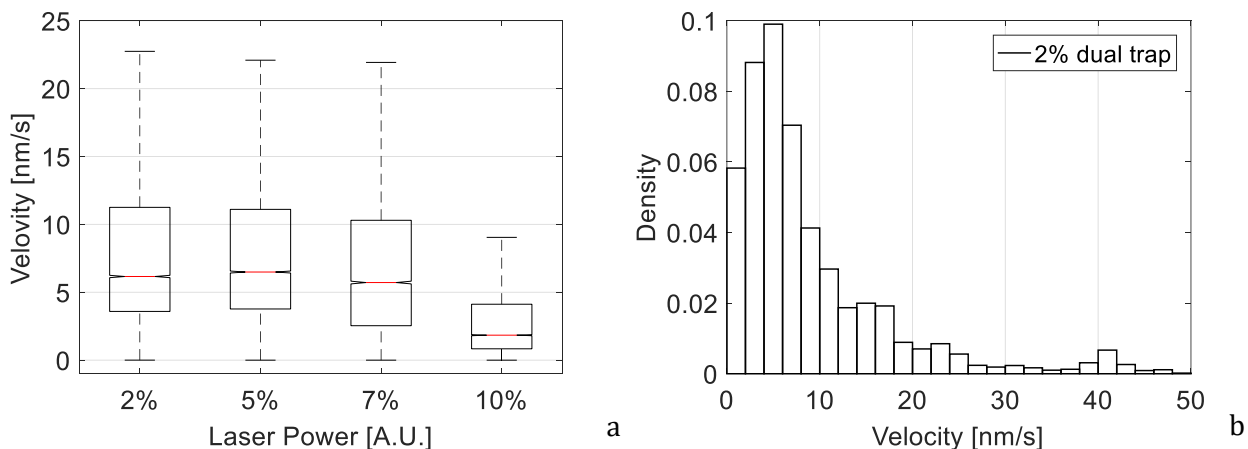 25
20
15
10
5
0
Velovity [nm/s]
2% 5% 7% 10%
Laser Power [A.U.]
a
0.1
0.08
0.06
0.04
0.02
0
Density
2% dual trap
0 10 20 30 40 50
Velocity [nm/s]
b